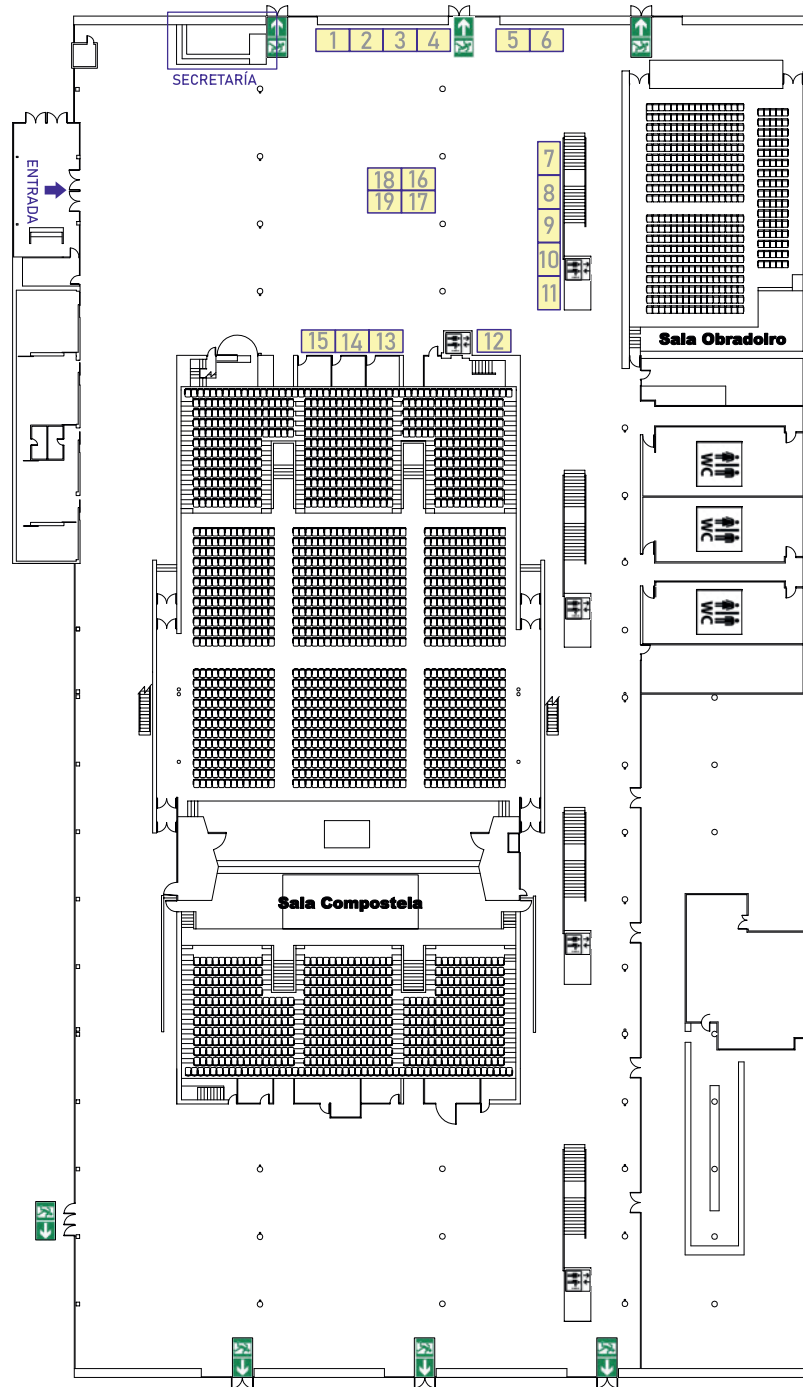 1 2 3 4 5 6
SECRETARÍA
ENTRADA
7
8
9
10
11
18 16
19 17
15 14 13 12
Sala Obradoiro
WC
WC
WC
Sala Compostela